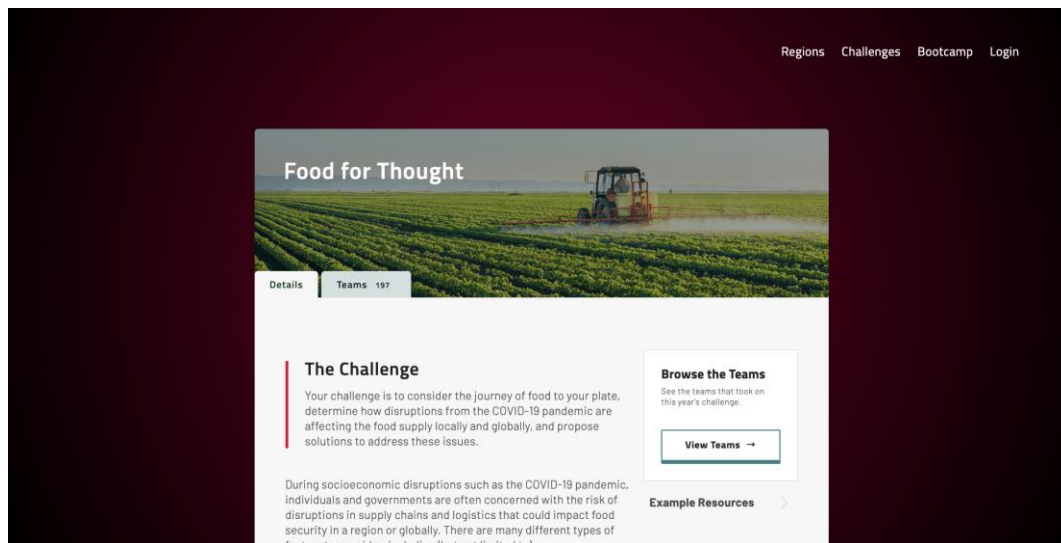 Regions Challenges Bootcamp Login
Food for Thought
Details Teams 197
The Challenge
Your challenge is to consider the journey of food to your plate,
determine how disruptions from the COVID-19 pandemic are
affecting the food supply locally and globally, and propose
solutions to address these issues.
During socioeconomic disruptions such as the COVID-19 pandemic,
individuals and governments are often concerned with the risk of
disruptions in supply chains and logistics that could impact food
security in a region or globally. There are many different types of
Browse the Teams
See the teams that took on
this year's challenge.
View Teams →
Example Resources